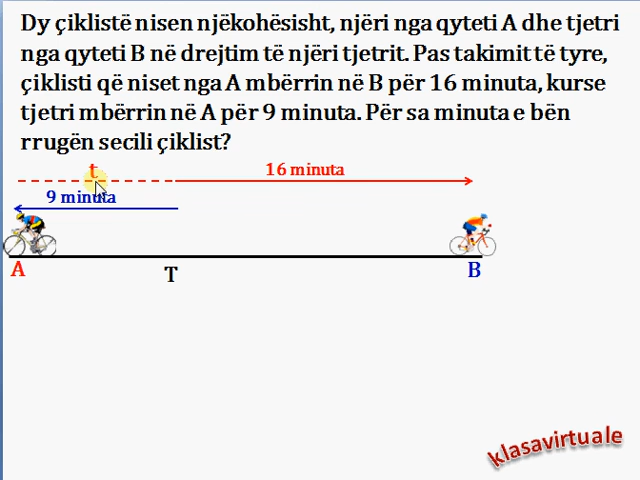 Dy çiklistë nisen njëkohësisht, njëri nga qyteti A dhe tjetri
nga qyteti B në drejtim të njëri tjetrit. Pas takimit të tyre,
çiklisti që niset nga A mbërrin në B për 16 minuta, kurse
tjetri mbërrin në A për 9 minuta. Për sa minuta e bën
rrugën secili çiklist?
t
16 minuta
9 minuta
A
T
B
klasavirtuale